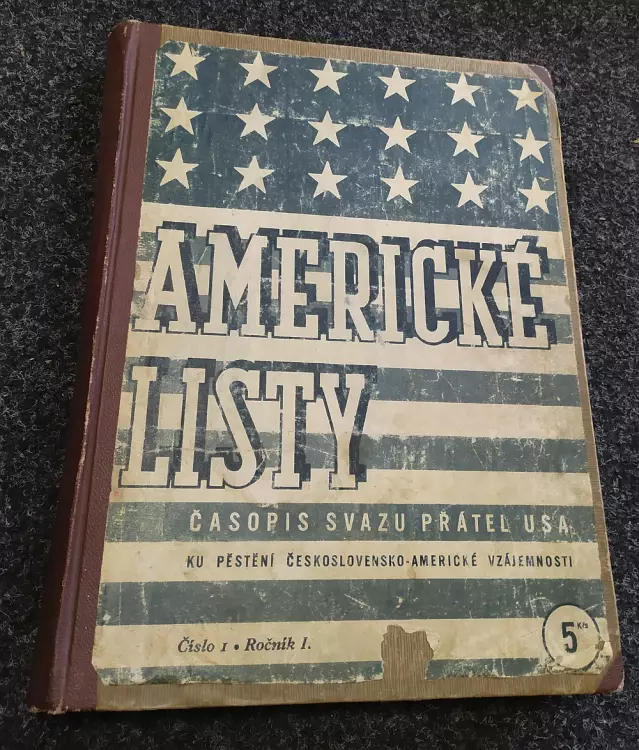 AMERICKÉ
LISTY
ČASOPIS SVAZU PŘÁTEL USA
KU PĚSTĚNÍ ČESKOSLOVENSKO-AMERICKÉ VZÁJEMNOSTI
Číslo 1 • Ročník I.
5 Kčs